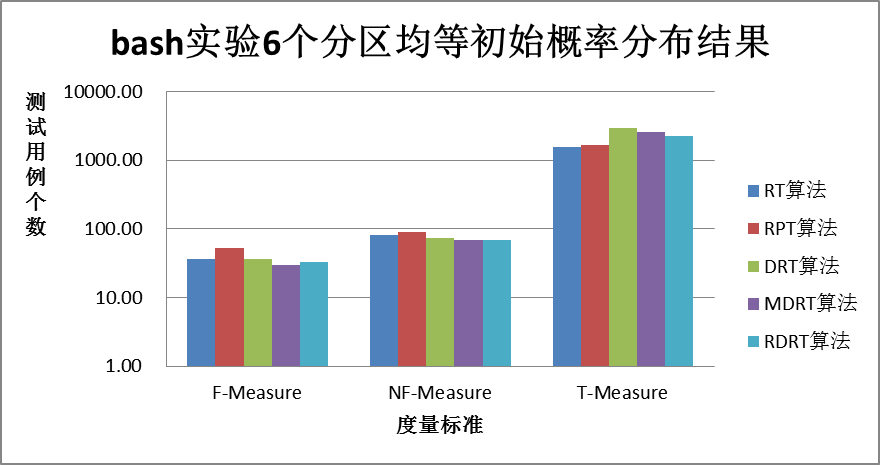 bash实验6个分区均等初始概率分布结果
测试用例个数
10000.00
1000.00
100.00
10.00
1.00
F-Measure
NF-Measure
T-Measure
度量标准
RT算法
RPT算法
DRT算法
MDRT算法
RDRT算法